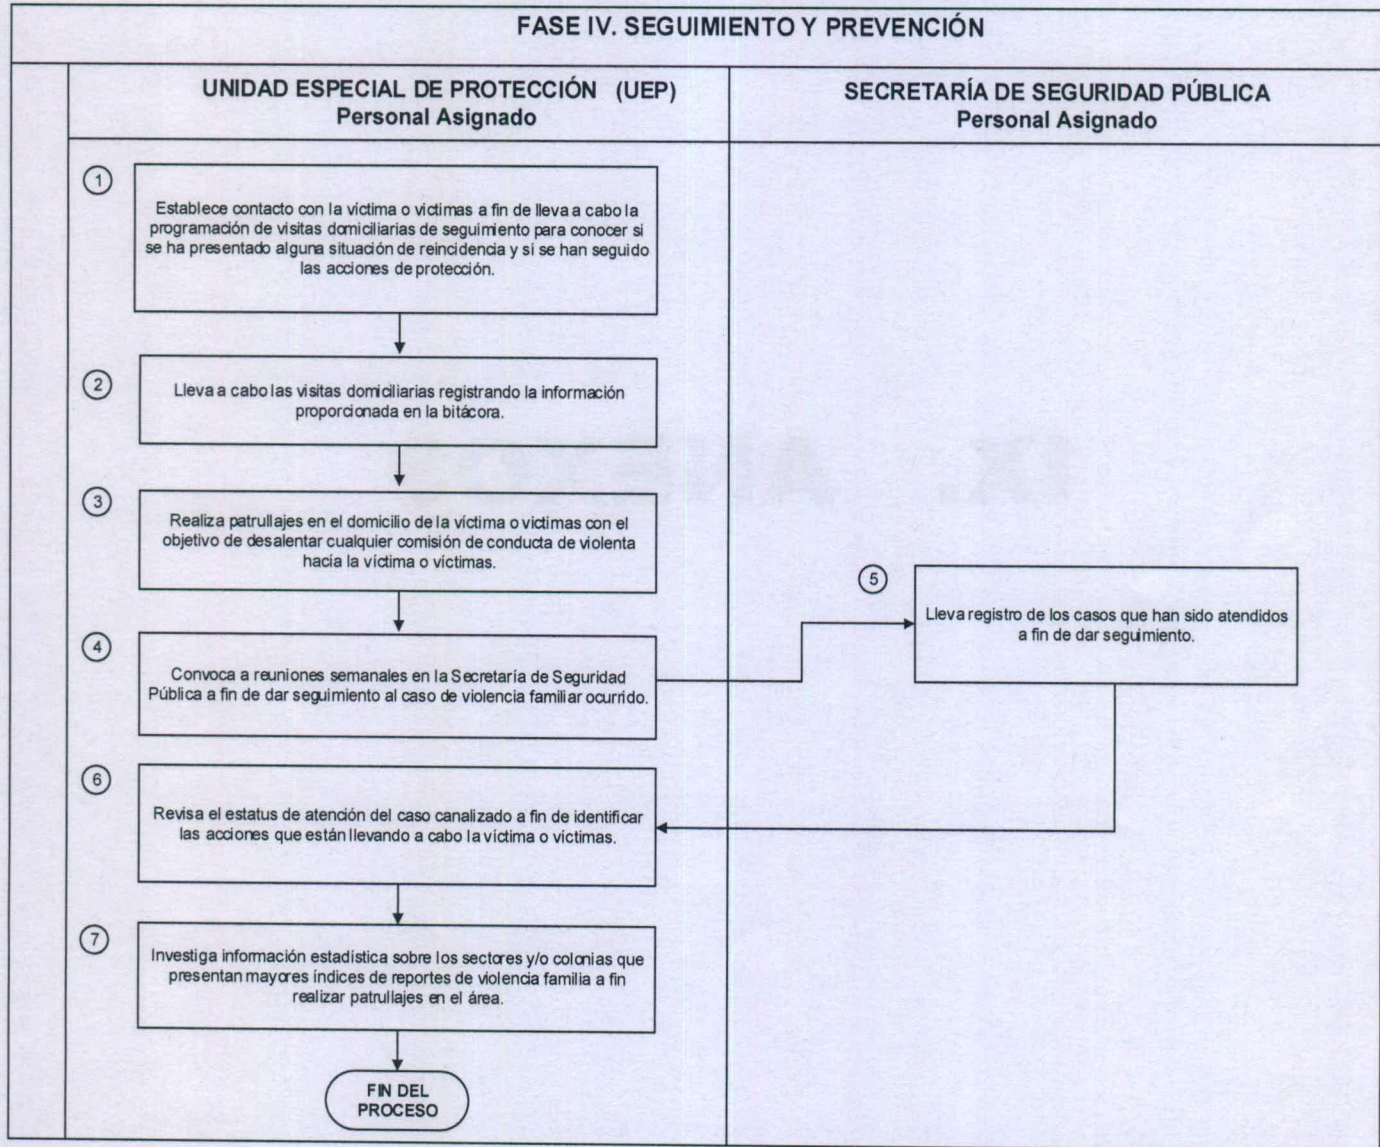 FASE IV. SEGUIMIENTO Y PREVENCIÓN
UNIDAD ESPECIAL DE PROTECCIÓN (UEP)
Personal Asignado
SECRETARÍA DE SEGURIDAD PÚBLICA
Personal Asignado
1
Establece contacto con la víctima o víctimas a fin de lleva a cabo la
programación de visitas domiciliarias de seguimiento para conocer si
se ha presentado alguna situación de reincidencia y si se han seguido
las acciones de protección.
2
Lleva a cabo las visitas domiciliarias registrando la información
proporcionada en la bitácora.
3
Realiza patrullajes en el domicilio de la víctima o víctimas con el
objetivo de desalentar cualquier comisión de conducta de violenta
hacia la víctima o víctimas.
4
Convoca a reuniones semanales en la Secretaría de Seguridad
Pública a fin de dar seguimiento al caso de violencia familiar ocurrido.
5
Lleva registro de los casos que han sido atendidos
a fin de dar seguimiento.
6
Revisa el estatus de atención del caso canalizado a fin de identificar
las acciones que están llevando a cabo la víctima o víctimas.
7
Investiga información estadística sobre los sectores y/o colonias que
presentan mayores índices de reportes de violencia familia a fin
realizar patrullajes en el área.
FIN DEL
PROCESO